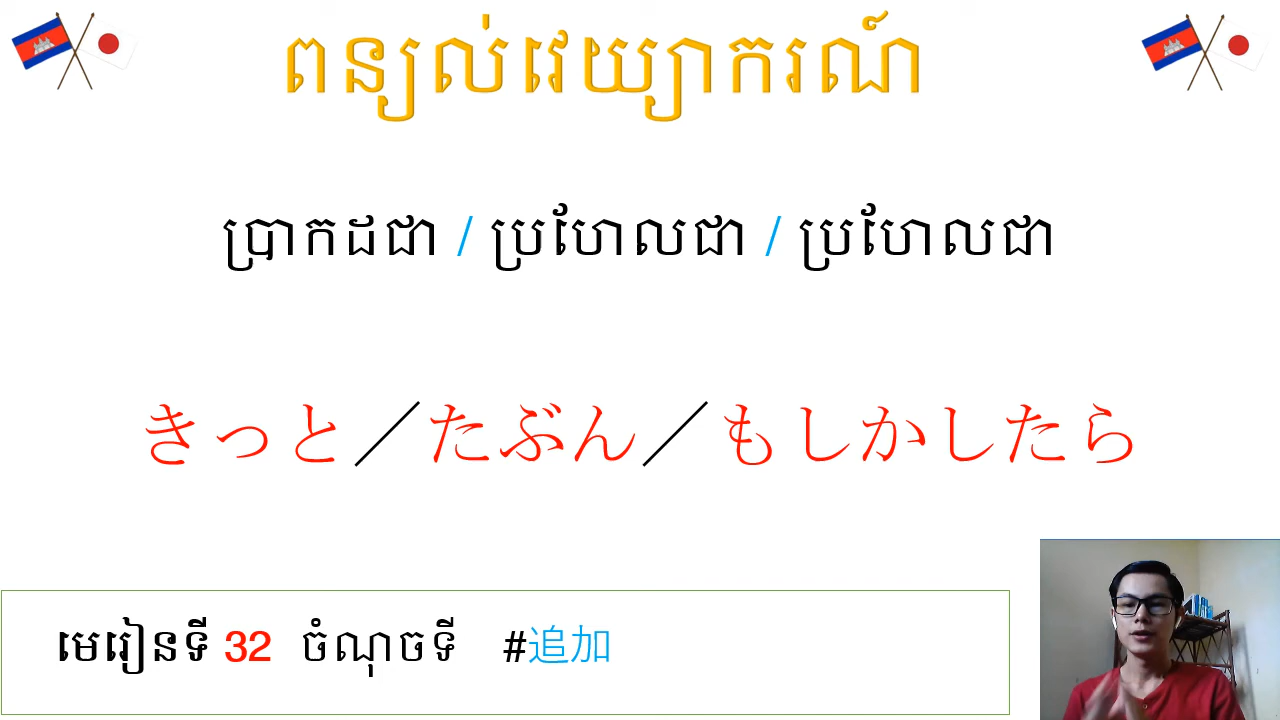 ពន្យល់វេយ្យាករណ៍
ប្រាកដជា / ប្រហែលជា / ប្រហែលជា
きっと／たぶん／もしかしたら
មេរៀនទី 32 ចំណុចទី #追加